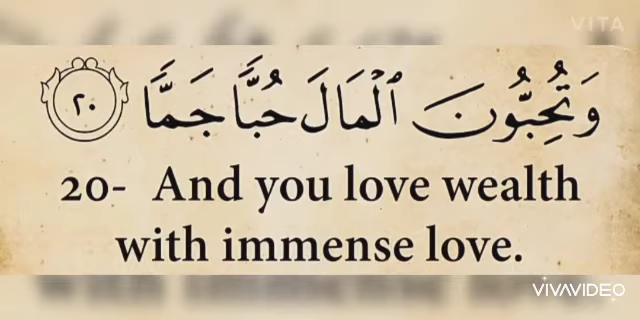 VITA
وَتُحِبُّونَ ٱلْمَالَ حُبًّا جَمًّا ٢٠
20- And you love wealth
with immense love.
VIVAVIDEO